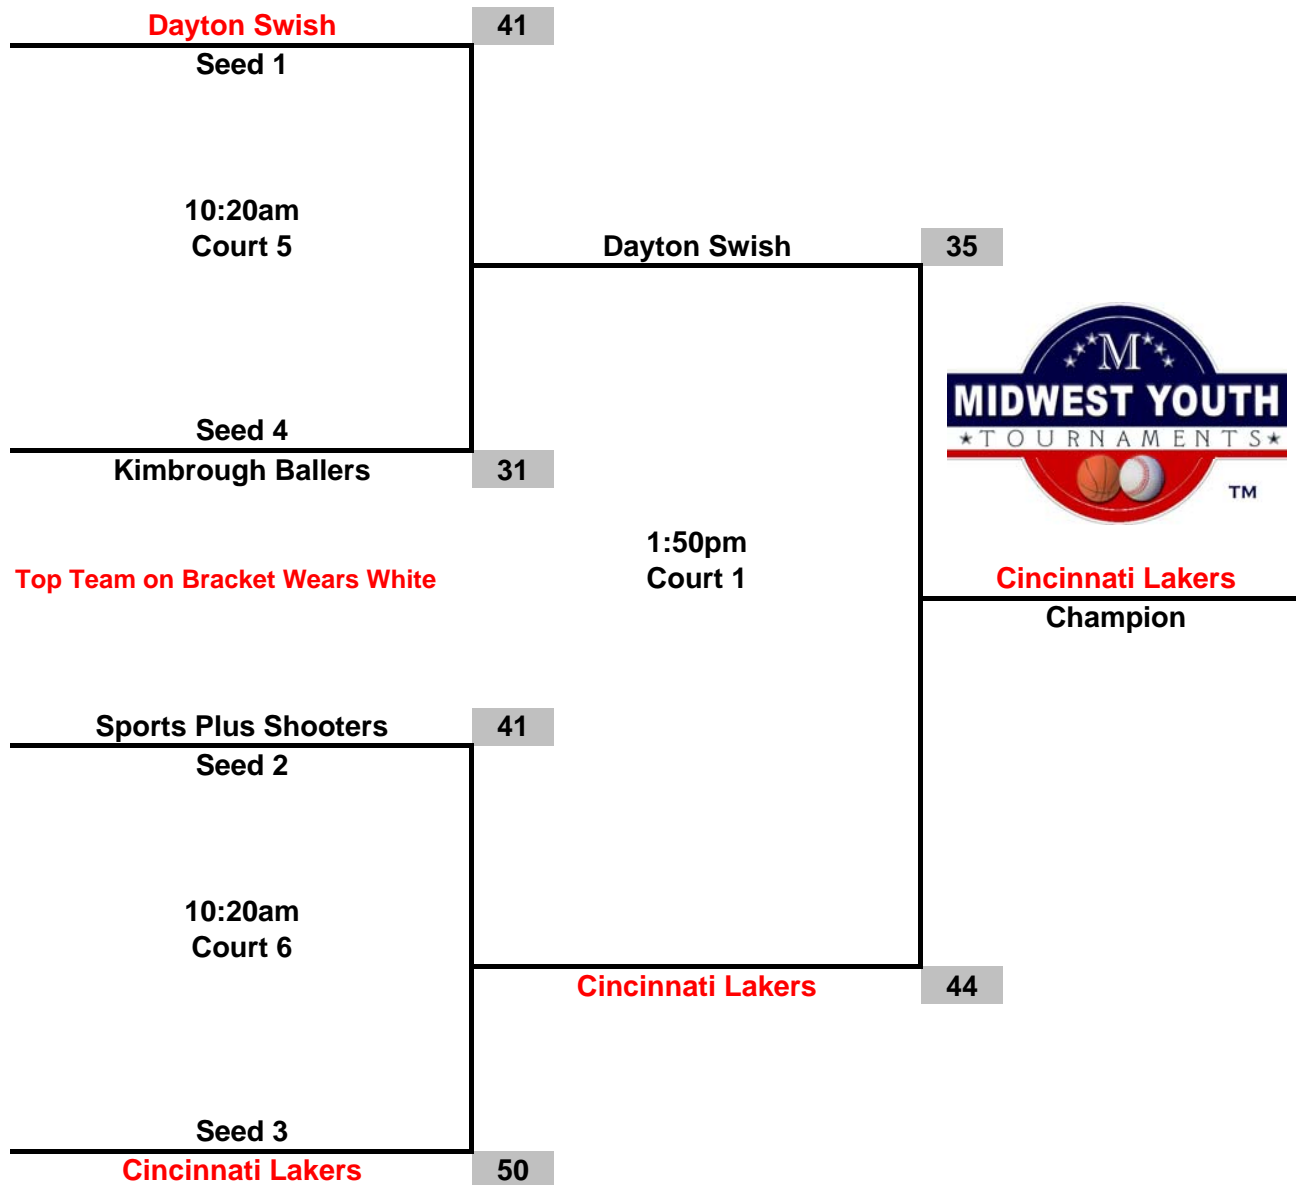 Dayton Swish 41
Seed 1
10:20am
Court 5
Dayton Swish 35
M
MIDWEST YOUTH
★TOURNAMENTS★
TM
Seed 4
Kimbrough Ballers 31
1:50pm
Top Team on Bracket Wears White
Court 1
Cincinnati Lakers
Champion
Sports Plus Shooters 41
Seed 2
10:20am
Court 6
Cincinnati Lakers 44
Seed 3
Cincinnati Lakers 50